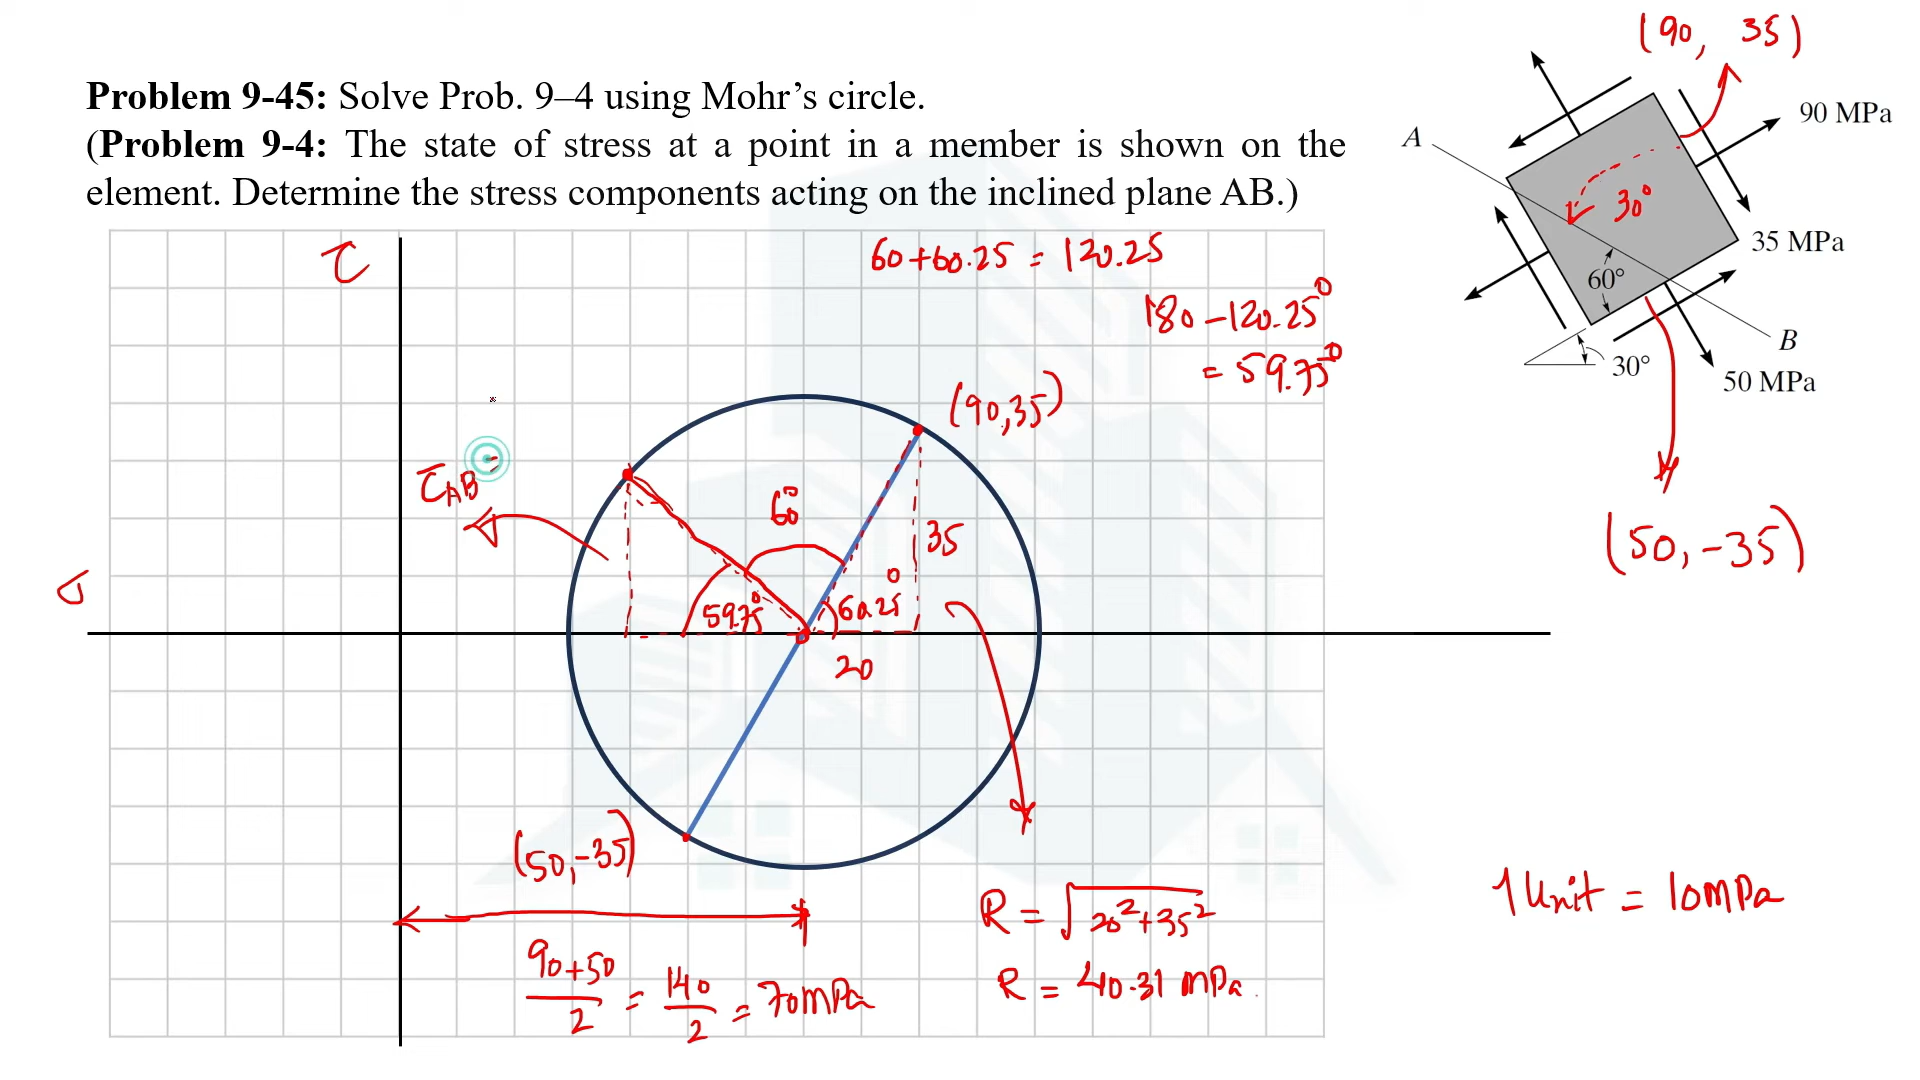 Problem 9-45: Solve Prob. 9–4 using Mohr's circle.
(Problem 9-4: The state of stress at a point in a member is shown on the
element. Determine the stress components acting on the inclined plane AB.)
(90, 35)
90 MPa
A
30°
35 MPa
60°
B
30°
50 MPa
(50,-35)
τ
60+60.25 = 120.25
180-120.25°
= 59.75°
(90,35)
τAB =
60°
35
σ
59.75°
60.25°
20
(50,-35)
90+50/2 = 140/2 = 70MPa
R = √20²+35²
R = 40.31 MPa
1 Unit = 10MPa